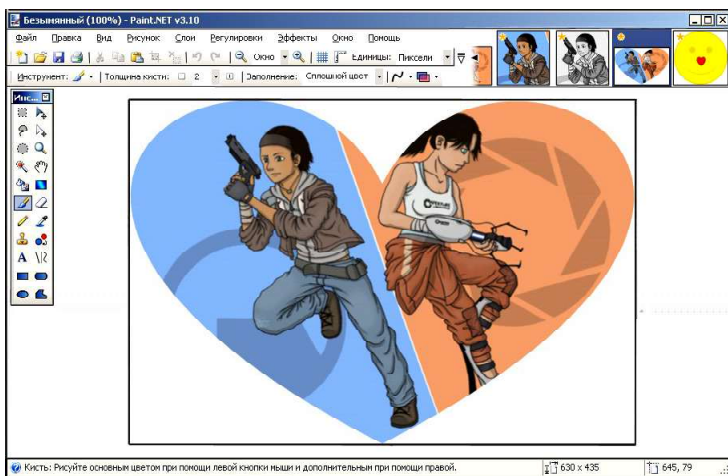 Безымянный (100%) - Paint.NET v3.10
Файл Правка Вид Рисунок Слои Регулировки Эффекты Окно Помощь
Окно Единицы: Пиксели
Инструмент: Толщина кисти: 2 Заполнение: Сплошной цвет
Инс...
Кисть: Рисуйте основным цветом при помощи левой кнопки мыши и дополнительным при помощи правой. 630 x 435 645, 79